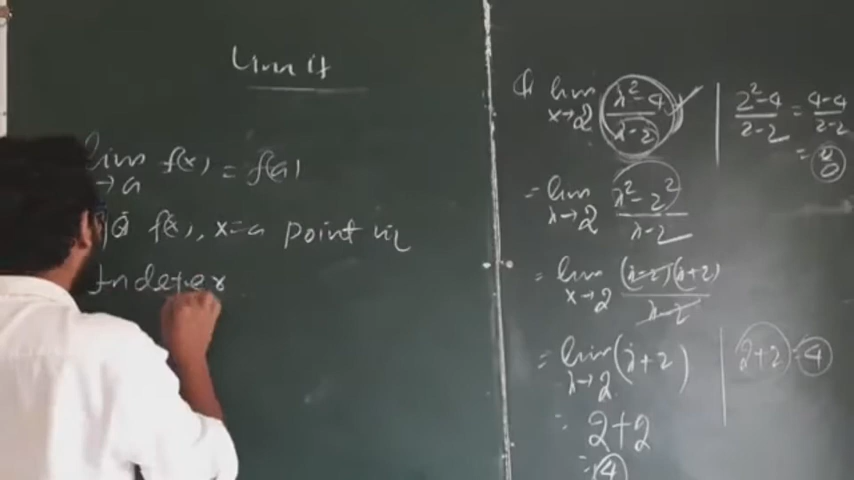 Limit
lim x→a f(x) = f(a)
f(x), x=a point
Indeter
Q lim x→2 x²-4/x-2 | 2²-4/2-2 = 4-4/2-2
= 0/0
= lim x→2 x²-2²/x-2
= lim x→2 (x-2)(x+2)/x-2
= lim x→2 (x+2) | 2+2=4
= 2+2
= 4